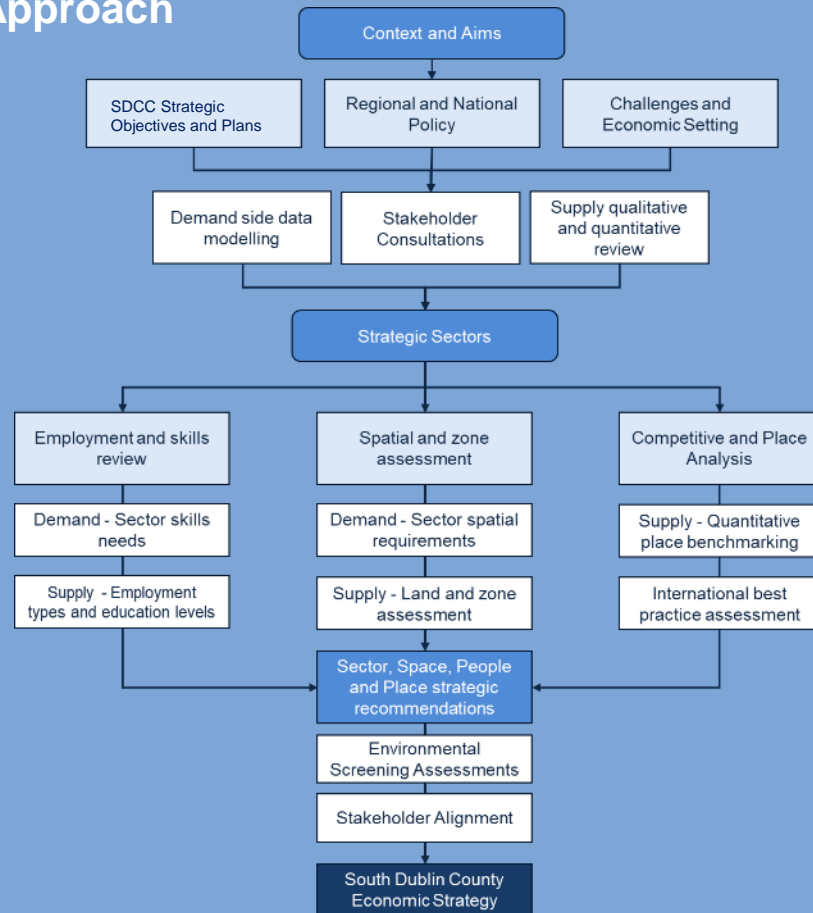 Approach
Context and Aims
SDCC Strategic
Objectives and Plans
Regional and National
Policy
Challenges and
Economic Setting
Demand side data
modelling
Stakeholder
Consultations
Supply qualitative
and quantitative
review
Strategic Sectors
Employment and skills
review
Spatial and zone
assessment
Competitive and Place
Analysis
Demand - Sector skills
needs
Demand - Sector spatial
requirements
Supply - Quantitative
place benchmarking
Supply - Employment
types and education levels
Supply - Land and zone
assessment
International best
practice assessment
Sector, Space, People
and Place strategic
recommendations
Environmental
Screening Assessments
Stakeholder Alignment
South Dublin County
Economic Strategy